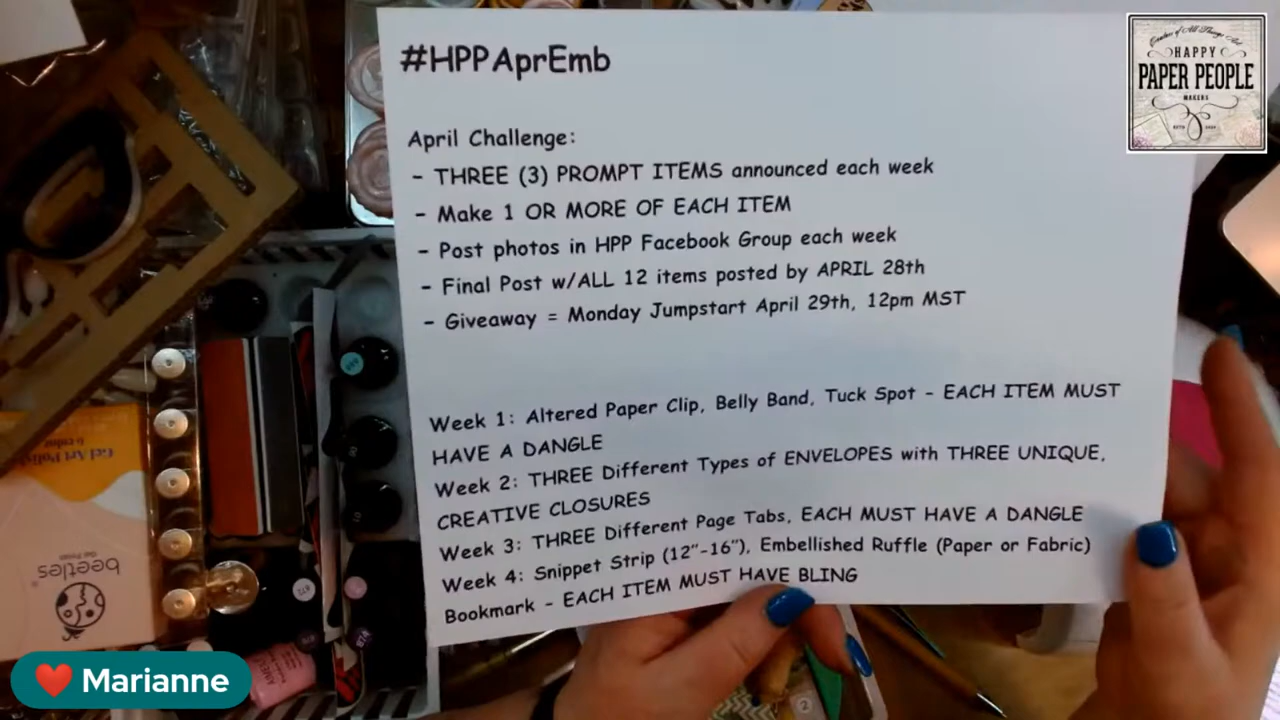 #HPPAprEmb
April Challenge:
- THREE (3) PROMPT ITEMS announced each week
- Make 1 OR MORE OF EACH ITEM
- Post photos in HPP Facebook Group each week
- Final Post w/ALL 12 items posted by APRIL 28th
- Giveaway = Monday Jumpstart April 29th, 12pm MST
Week 1: Altered Paper Clip, Belly Band, Tuck Spot - EACH ITEM MUST
HAVE A DANGLE
Week 2: THREE Different Types of ENVELOPES with THREE UNIQUE,
CREATIVE CLOSURES
Week 3: THREE Different Page Tabs, EACH MUST HAVE A DANGLE
Week 4: Snippet Strip (12"-16"), Embellished Ruffle (Paper or Fabric)
Bookmark - EACH ITEM MUST HAVE BLING
HAPPY
PAPER PEOPLE
MAKERS
Gel Art Polish
beetles
❤️ Marianne